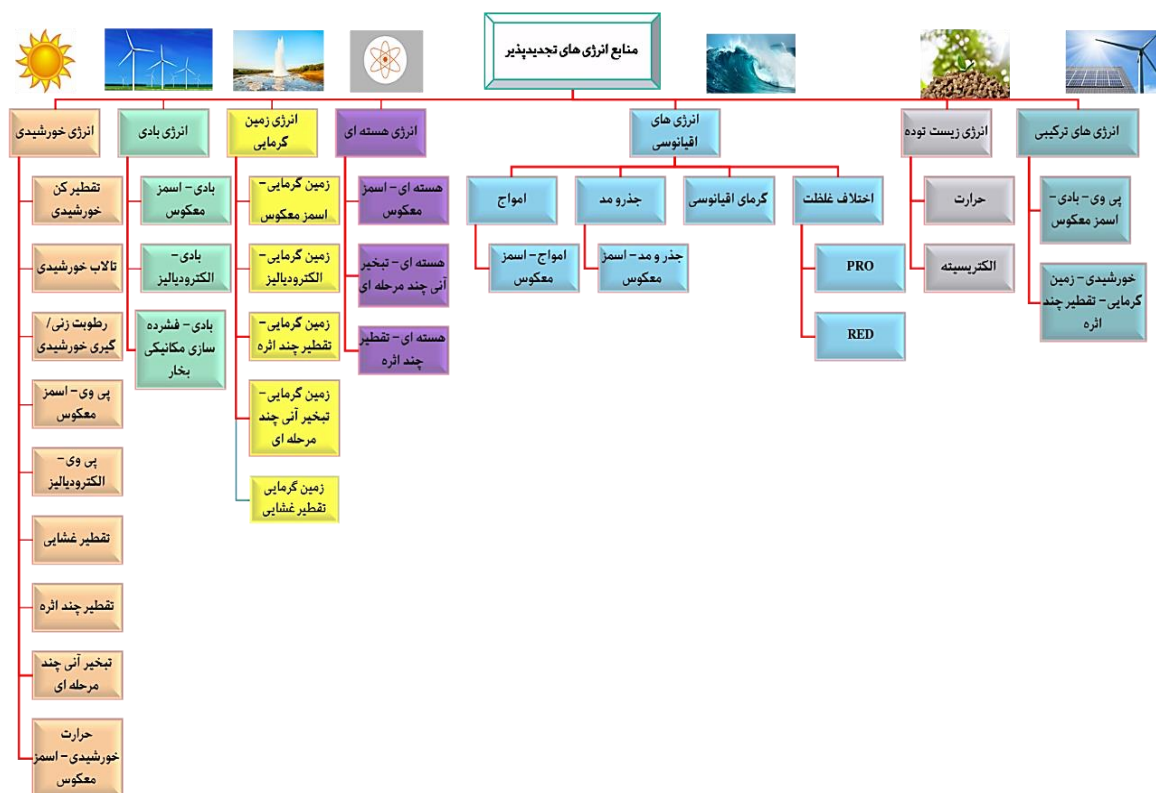 منابع انرژی های تجدیدپذیر
انرژی های ترکیبی
پی وی – بادی –
اسمز معکوس
خورشیدی – زمین
گرمایی – تقطیر چند
اثره
انرژی زیست توده
حرارت
الکتریسیته
انرژی های
اقیانوسی
اختلاف غلظت
PRO
RED
گرمای اقیانوسی
جذرو مد
جذر و مد – اسمز
معکوس
امواج
امواج – اسمز
معکوس
انرژی هسته ای
هسته ای – اسمز
معکوس
هسته ای – تبخیر
آنی چند مرحله ای
هسته ای – تقطیر
چند اثره
انرژی زمین
گرمایی
زمین گرمایی –
اسمز معکوس
زمین گرمایی –
الکترودیالیز
زمین گرمایی –
تقطیر چند اثره
زمین گرمایی –
تبخیر آنی چند
مرحله ای
زمین گرمایی
تقطیر غشایی
انرژی بادی
بادی – اسمز
معکوس
بادی –
الکترودیالیز
بادی – فشرده
سازی مکانیکی
بخار
انرژی خورشیدی
تقطیر کن
خورشیدی
تالاب خورشیدی
رطوبت زنی/
گیری خورشیدی
پی وی – اسمز
معکوس
پی وی –
الکترودیالیز
تقطیر غشایی
تقطیر چند اثره
تبخیر آنی چند
مرحله ای
حرارت
خورشیدی – اسمز
معکوس